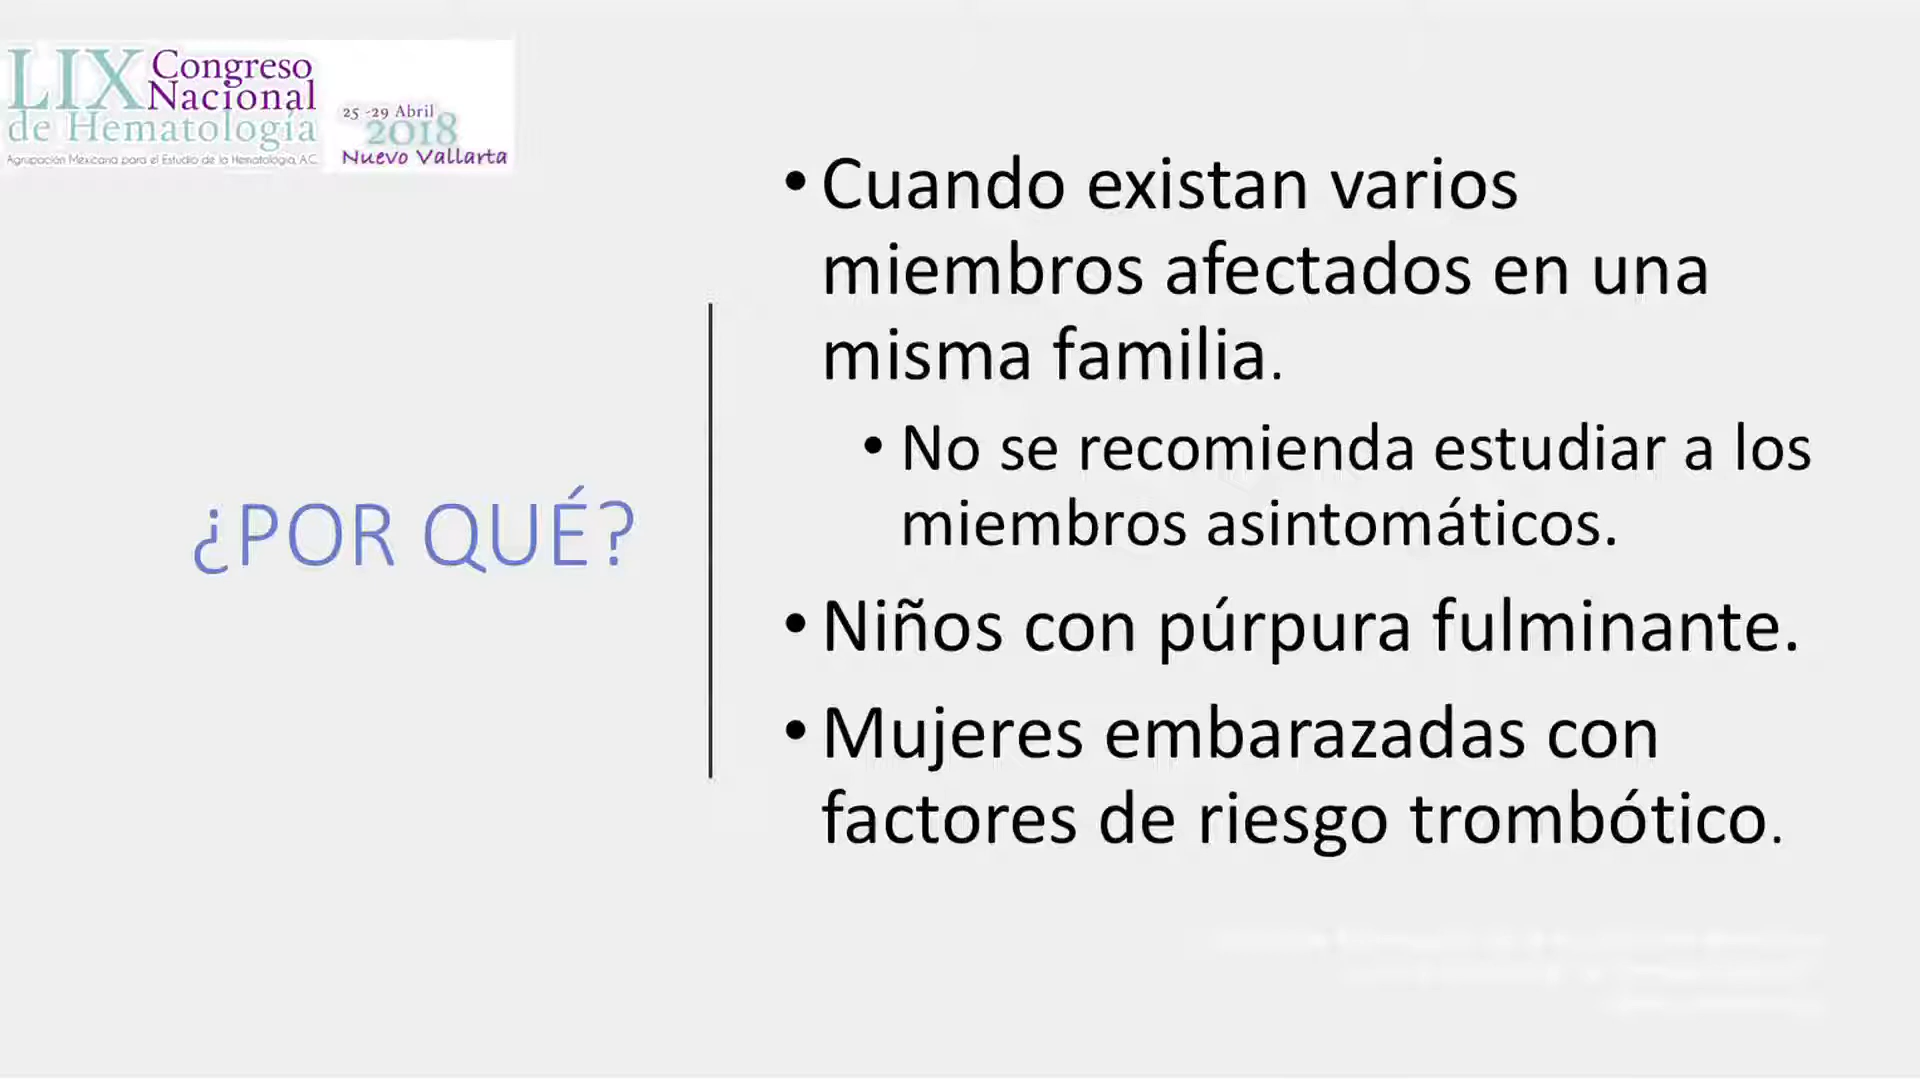 LIX Congreso
Nacional
de Hematología
Agrupación Mexicana para el Estudio de la Hematología, A.C.
25 -29 Abril
2018
Nuevo Vallarta
¿POR QUÉ?
• Cuando existan varios
miembros afectados en una
misma familia.
• No se recomienda estudiar a los
miembros asintomáticos.
• Niños con púrpura fulminante.
• Mujeres embarazadas con
factores de riesgo trombótico.